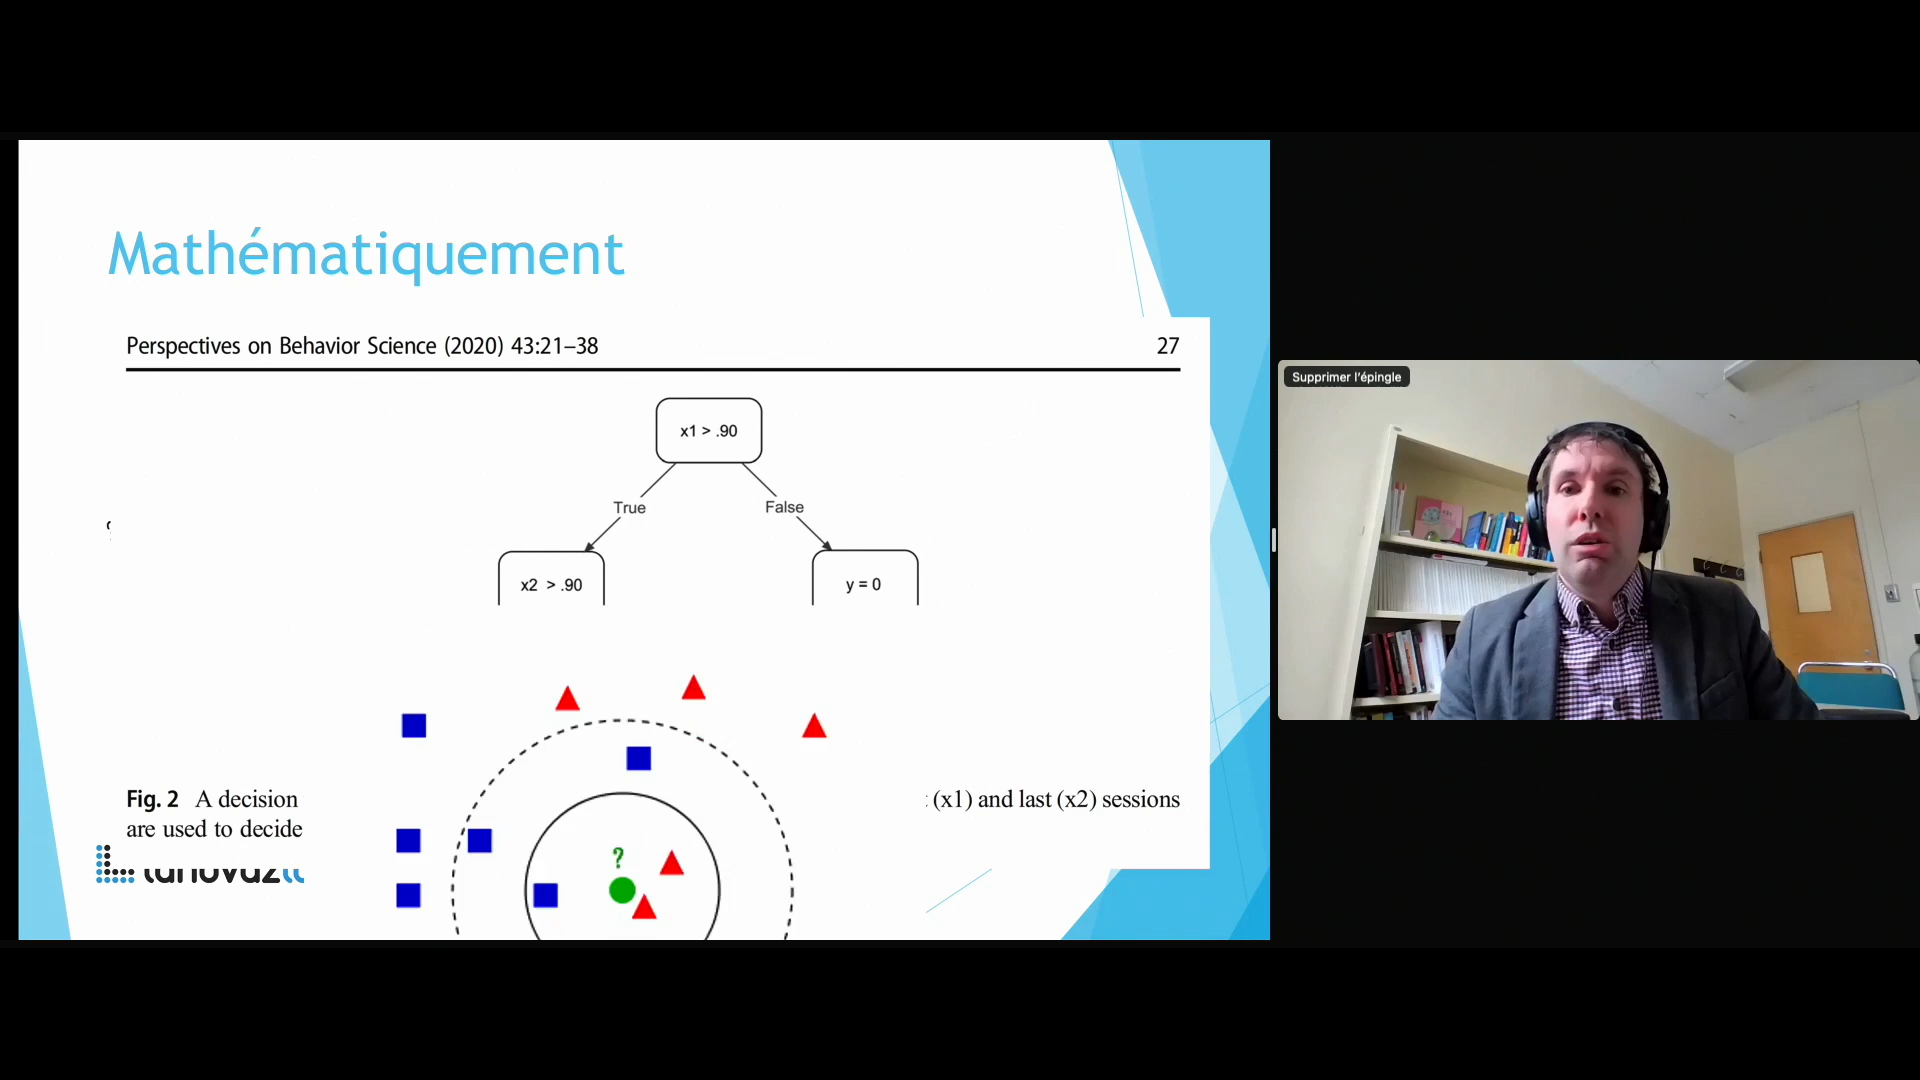 Mathématiquement
Perspectives on Behavior Science (2020) 43:21–38
27
x1 > .90
True
False
x2 > .90
y = 0
Fig. 2 A decision
(x1) and last (x2) sessions
are used to decide
?
Supprimer l'épingle